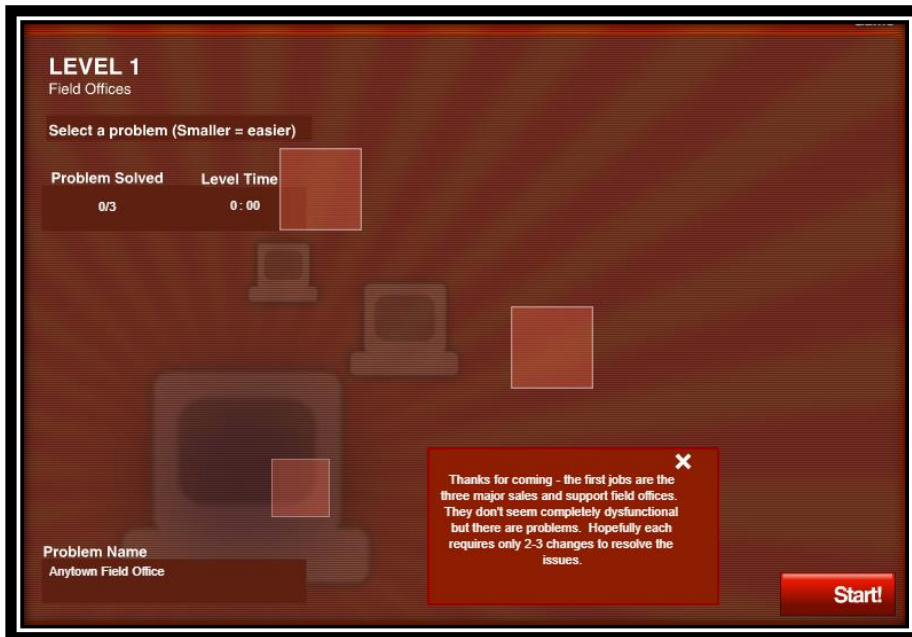 LEVEL 1
Field Offices
Select a problem (Smaller = easier)
Problem Solved
Level Time
0/3
0 : 00
Thanks for coming - the first jobs are the
three major sales and support field offices.
They don't seem completely dysfunctional
but there are problems.  Hopefully each
requires only 2-3 changes to resolve the
issues.
Problem Name
Anytown Field Office
Start!